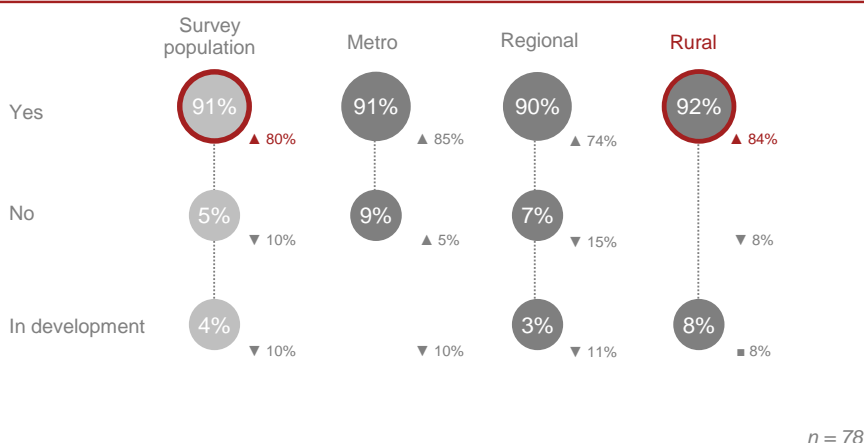 Survey
population
Metro
Regional
Rural
Yes
91%
91%
90%
92%
▲ 80%
▲ 85%
▲ 74%
▲ 84%
No
5%
9%
7%
▼ 10%
▲ 5%
▼ 15%
▼ 8%
In development
4%
3%
8%
▼ 10%
▼ 10%
▼ 11%
■ 8%
n = 78